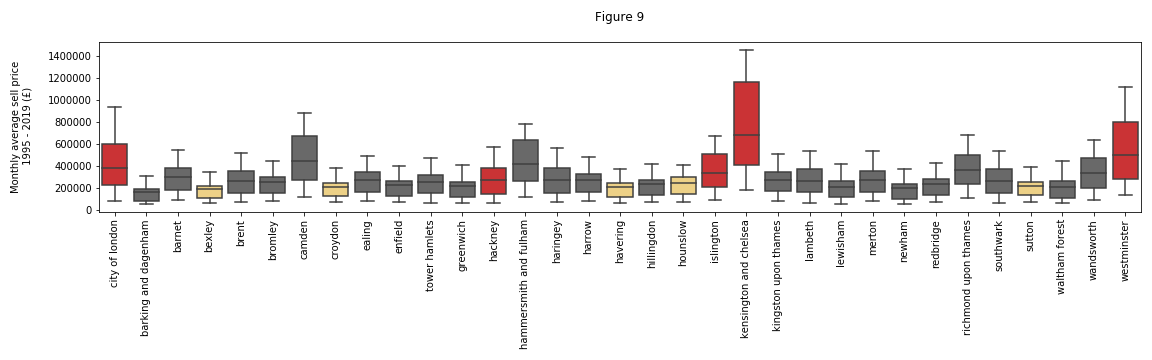 Figure 9
Monthly average sell price
1995 - 2019 (£)
1400000
1200000
1000000
800000
600000
400000
200000
0
city of london
barking and dagenham
barnet
bexley
brent
bromley
camden
croydon
ealing
enfield
tower hamlets
greenwich
hackney
hammersmith and fulham
haringey
harrow
havering
hillingdon
hounslow
islington
kensington and chelsea
kingston upon thames
lambeth
lewisham
merton
newham
redbridge
richmond upon thames
southwark
sutton
waltham forest
wandsworth
westminster